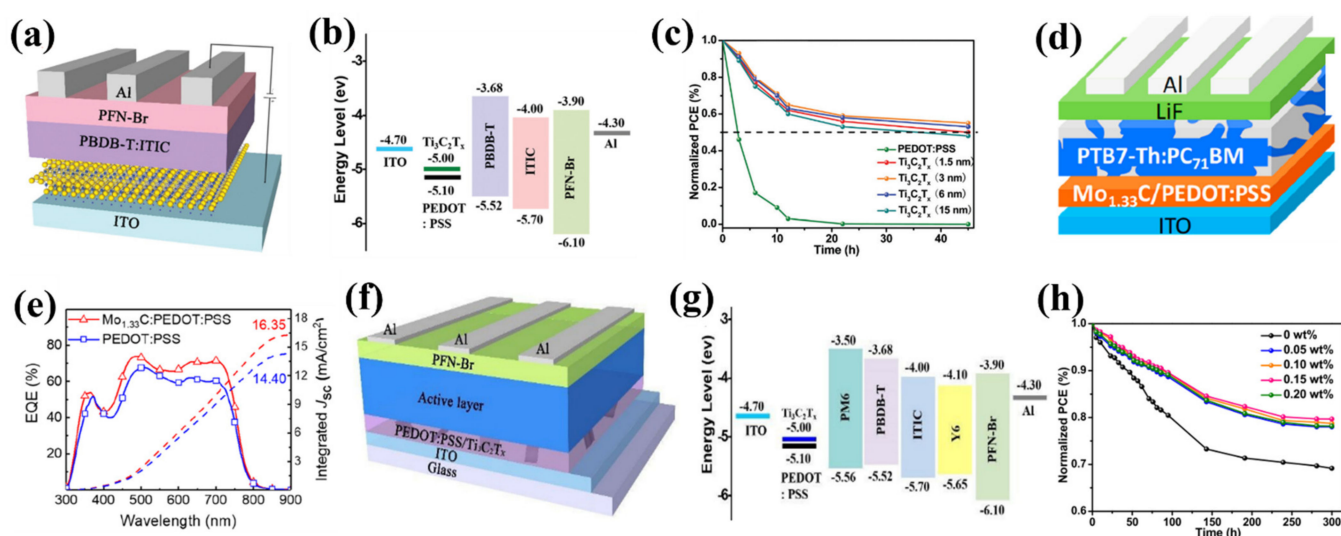 (a)
Al
PFN-Br
PBDB-T:ITIC
ITO
(b)
Energy Level (ev)
-3
-4
-5
-6
-4.70
ITO
Ti₃C₂Tₓ
-5.00
-5.10
PEDOT
: PSS
-3.68
PBDB-T
-5.52
-4.00
ITIC
-5.70
-3.90
PFN-Br
-6.10
-4.30
Al
(c)
Normalized PCE (%)
1.0
0.8
0.6
0.4
0.2
0.0
PEDOT:PSS
Ti₃C₂Tₓ (1.5 nm)
Ti₃C₂Tₓ (3 nm)
Ti₃C₂Tₓ (6 nm)
Ti₃C₂Tₓ (15 nm)
0 10 20 30 40
Time (h)
(d)
Al
LiF
PTB7-Th:PC₇₁BM
Mo₁.₃₃C/PEDOT:PSS
ITO
(e)
EQE (%)
80
60
40
20
Mo₁.₃₃C:PEDOT:PSS
PEDOT:PSS
16.35
14.40
18
15
12
9
6
3
0
Integrated Jsc (mA/cm²)
300 400 500 600 700 800 900
Wavelength (nm)
(f)
Al
Al
Al
PFN-Br
Active layer
PEDOT:PSS/Ti₃C₂Tₓ
ITO
Glass
(g)
Energy Level (ev)
-3
-4
-5
-6
-4.70
ITO
Ti₃C₂Tₓ
-5.00
-5.10
PEDOT
: PSS
-3.50
PM6
-5.56
-3.68
PBDB-T
-5.52
-4.00
ITIC
-5.70
-4.10
Y6
-5.65
-3.90
PFN-Br
-6.10
-4.30
Al
(h)
Normalized PCE (%)
1.0
0.9
0.8
0.7
0.6
0 wt%
0.05 wt%
0.10 wt%
0.15 wt%
0.20 wt%
0 50 100 150 200 250 300
Time (h)